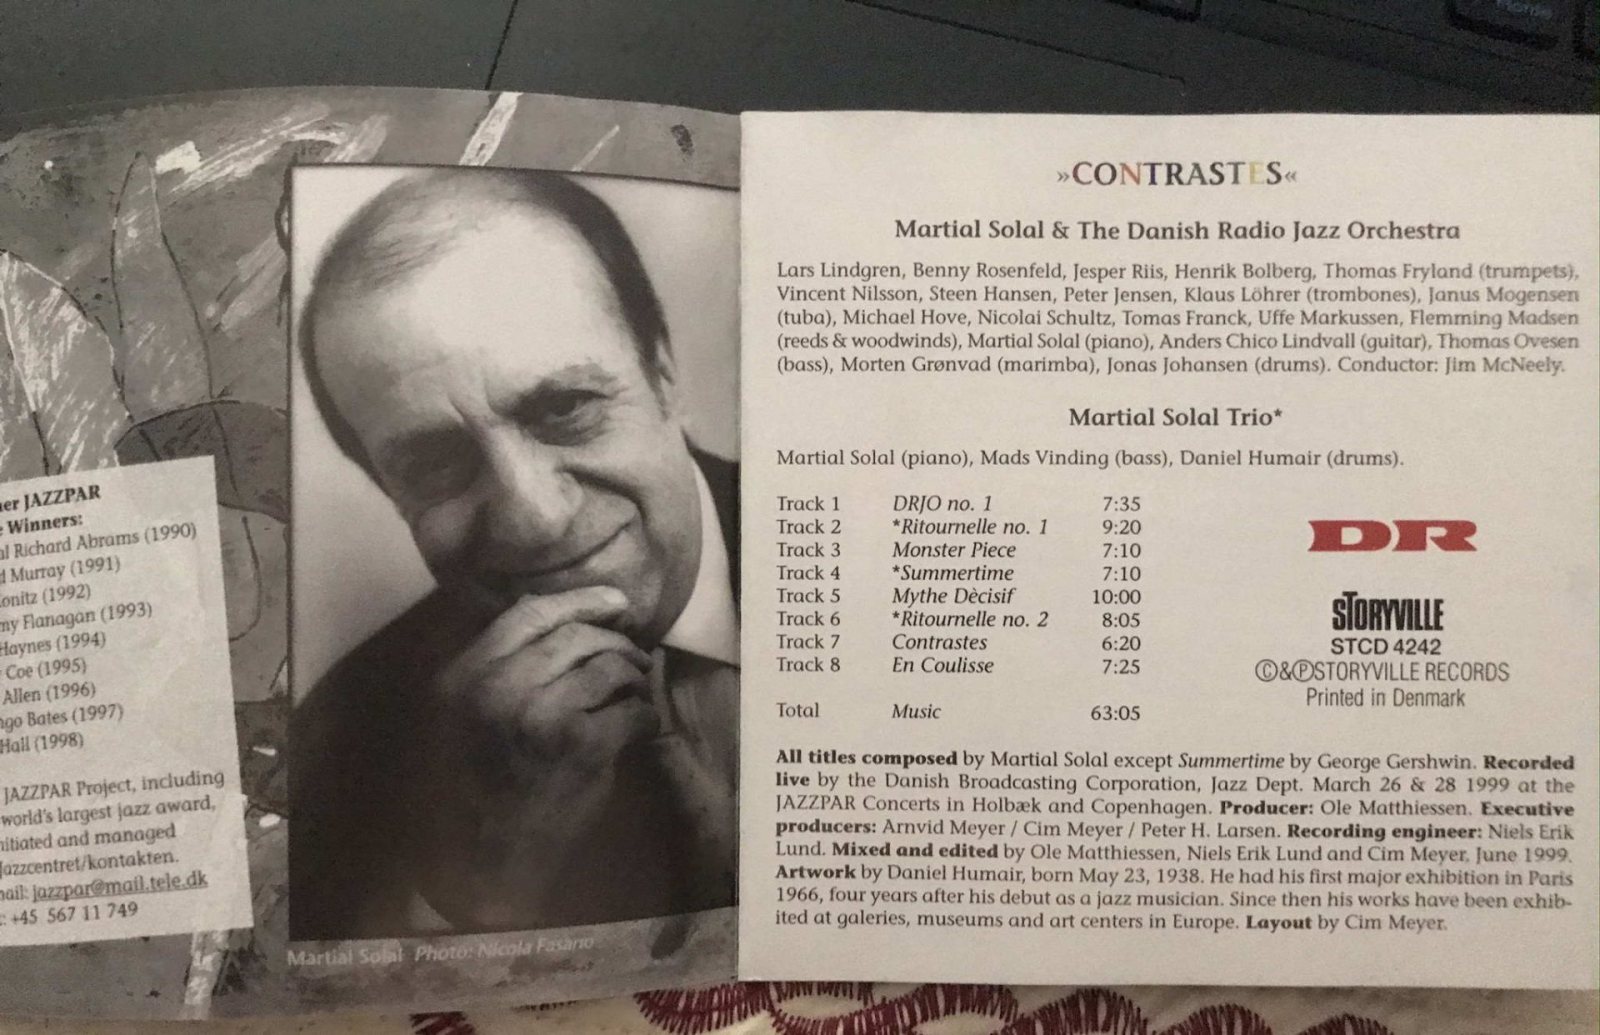 JAZZPAR
Winners:
Richard Abrams (1990)
Murray (1991)
(1992)
Flanagan (1993)
Haynes (1994)
Coe (1995)
Allen (1996)
Bates (1997)
Hall (1998)
JAZZPAR Project, including
world's largest jazz award,
and managed
Jazzcentret/kontakten.
jazzpar@mail.tele.dk
+45 567 11 749
Martial Solal Photo: Nicola Fasano
»CONTRASTES«
Martial Solal & The Danish Radio Jazz Orchestra
Lars Lindgren, Benny Rosenfeld, Jesper Riis, Henrik Bolberg, Thomas Fryland (trumpets),
Vincent Nilsson, Steen Hansen, Peter Jensen, Klaus Löhrer (trombones), Janus Mogensen
(tuba), Michael Hove, Nicolai Schultz, Tomas Franck, Uffe Markussen, Flemming Madsen
(reeds & woodwinds), Martial Solal (piano), Anders Chico Lindvall (guitar), Thomas Ovesen
(bass), Morten Grønvad (marimba), Jonas Johansen (drums). Conductor: Jim McNeely.
Martial Solal Trio*
Martial Solal (piano), Mads Vinding (bass), Daniel Humair (drums).
Track 1 DRJO no. 1 7:35
Track 2 *Ritournelle no. 1 9:20
Track 3 Monster Piece 7:10
Track 4 *Summertime 7:10
Track 5 Mythe Dècisif 10:00
Track 6 *Ritournelle no. 2 8:05
Track 7 Contrastes 6:20
Track 8 En Coulisse 7:25
Total Music 63:05
DR
STORYVILLE
STCD 4242
©&℗STORYVILLE RECORDS
Printed in Denmark
All titles composed by Martial Solal except Summertime by George Gershwin. Recorded
live by the Danish Broadcasting Corporation, Jazz Dept. March 26 & 28 1999 at the
JAZZPAR Concerts in Holbæk and Copenhagen. Producer: Ole Matthiessen. Executive
producers: Arnvid Meyer / Cim Meyer / Peter H. Larsen. Recording engineer: Niels Erik
Lund. Mixed and edited by Ole Matthiessen, Niels Erik Lund and Cim Meyer, June 1999.
Artwork by Daniel Humair, born May 23, 1938. He had his first major exhibition in Paris
1966, four years after his debut as a jazz musician. Since then his works have been exhib-
ited at galeries, museums and art centers in Europe. Layout by Cim Meyer.